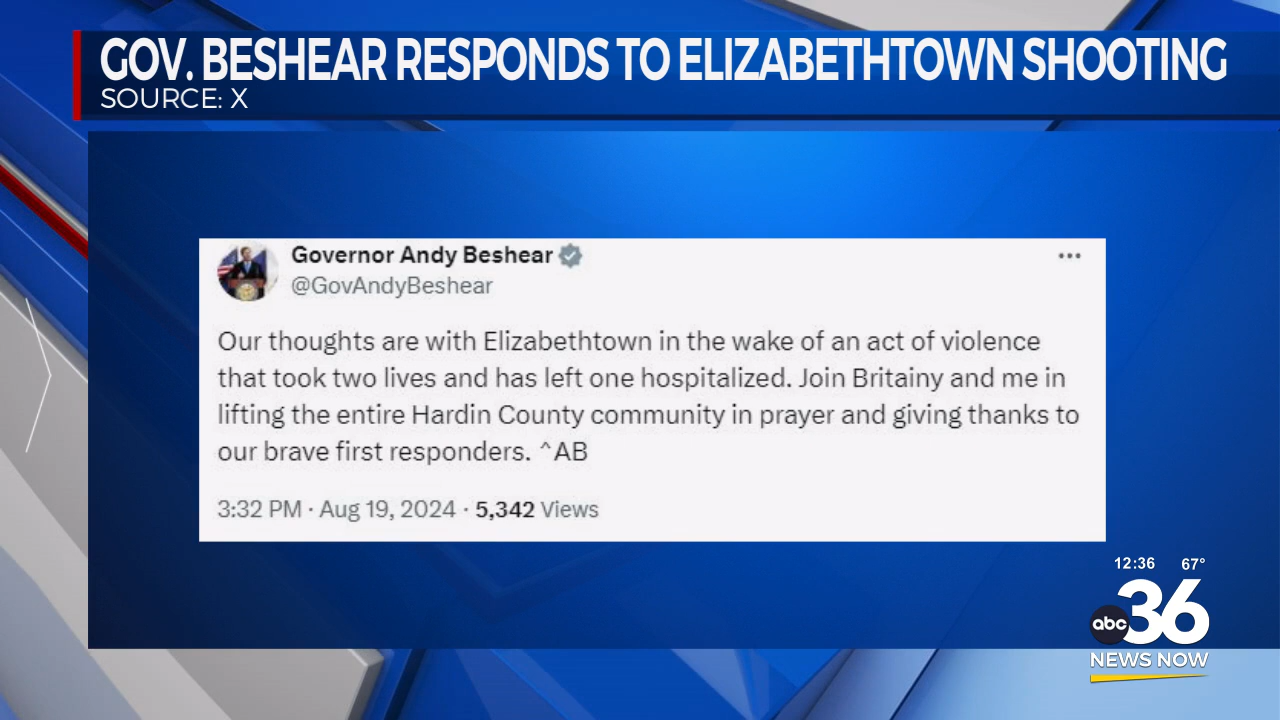 GOV. BESHEAR RESPONDS TO ELIZABETHTOWN SHOOTING
SOURCE: X
Governor Andy Beshear
@GovAndyBeshear
Our thoughts are with Elizabethtown in the wake of an act of violence
that took two lives and has left one hospitalized. Join Britainy and me in
lifting the entire Hardin County community in prayer and giving thanks to
our brave first responders. ^AB
3:32 PM · Aug 19, 2024 · 5,342 Views
12:36 67°
abc 36
NEWS NOW